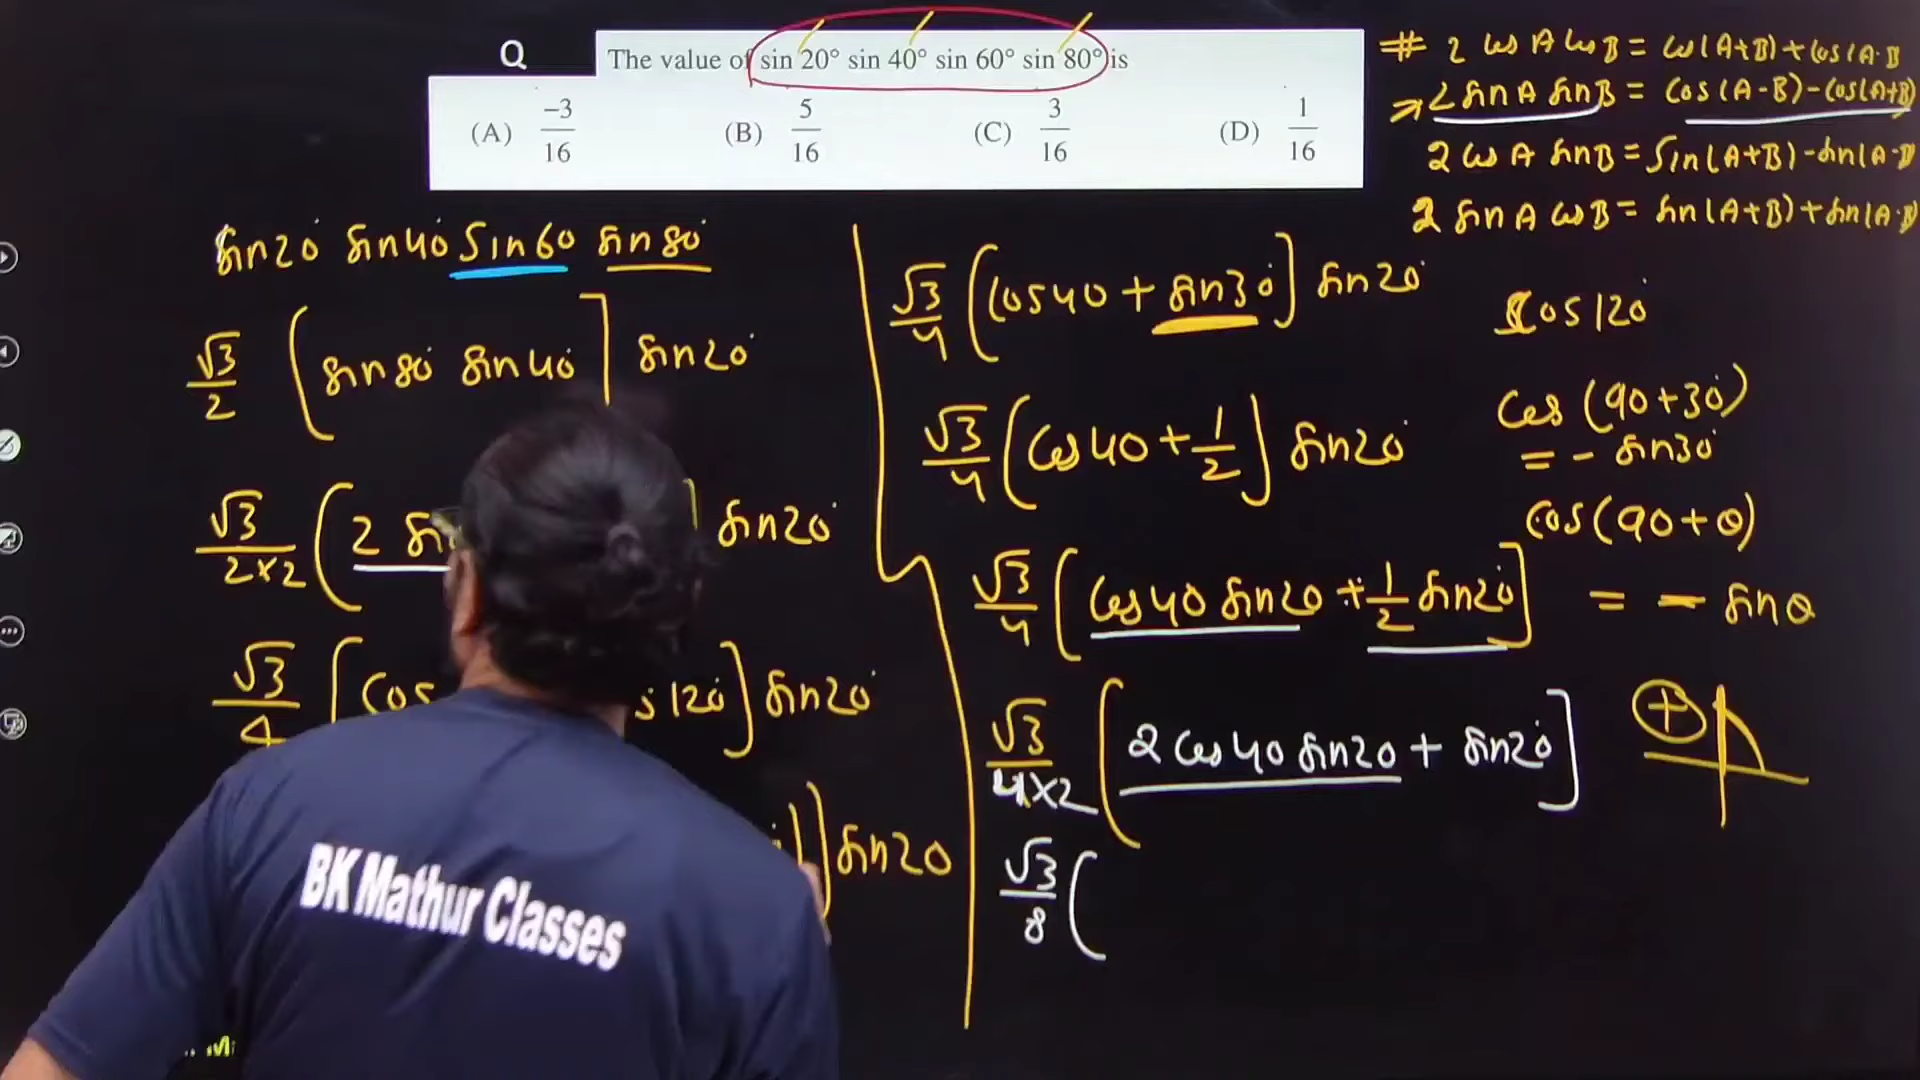 Q
The value of sin 20° sin 40° sin 60° sin 80° is
(A) -3/16 (B) 5/16 (C) 3/16 (D) 1/16
# 2 cos A cos B = cos(A+B) + cos(A-B
→ 2 sin A sin B = cos(A-B) - cos(A+B)
2 cos A sin B = sin(A+B) - sin(A-B
2 sin A cos B = sin(A+B) + sin(A-B)
sin20° sin40 sin60 sin80°
√3/2 [sin80° sin40°] sin20°
√3/2×2 (2 sin20°
√3/4 [cos 120°] sin20°
)] sin20
√3/4 (cos40 + sin30°] sin20°
√3/4 (cos40 + 1/2] sin20°
√3/4 (cos40 sin20 + 1/2 sin20°]
√3/4×2 [2 cos40 sin20 + sin20°]
√3/8 (
cos120°
cos (90+30°)
= - sin30°
cos(90+θ)
= - sinθ
+
BK Mathur Classes